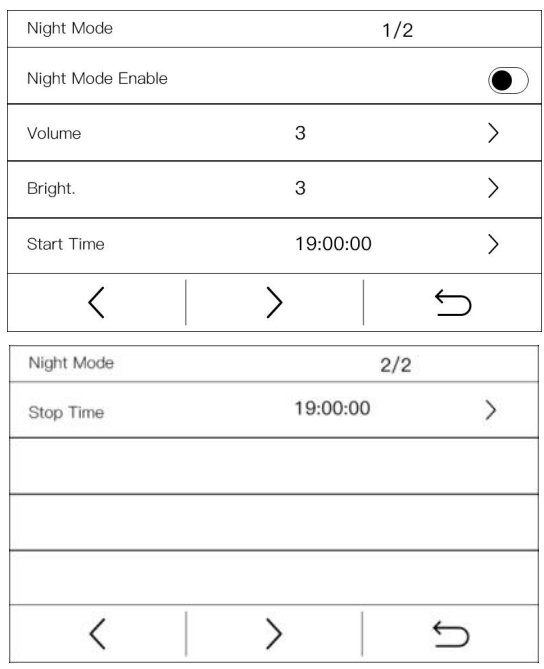 Night Mode 1/2
Night Mode Enable
Volume 3
Bright. 3
Start Time 19:00:00
Night Mode 2/2
Stop Time 19:00:00